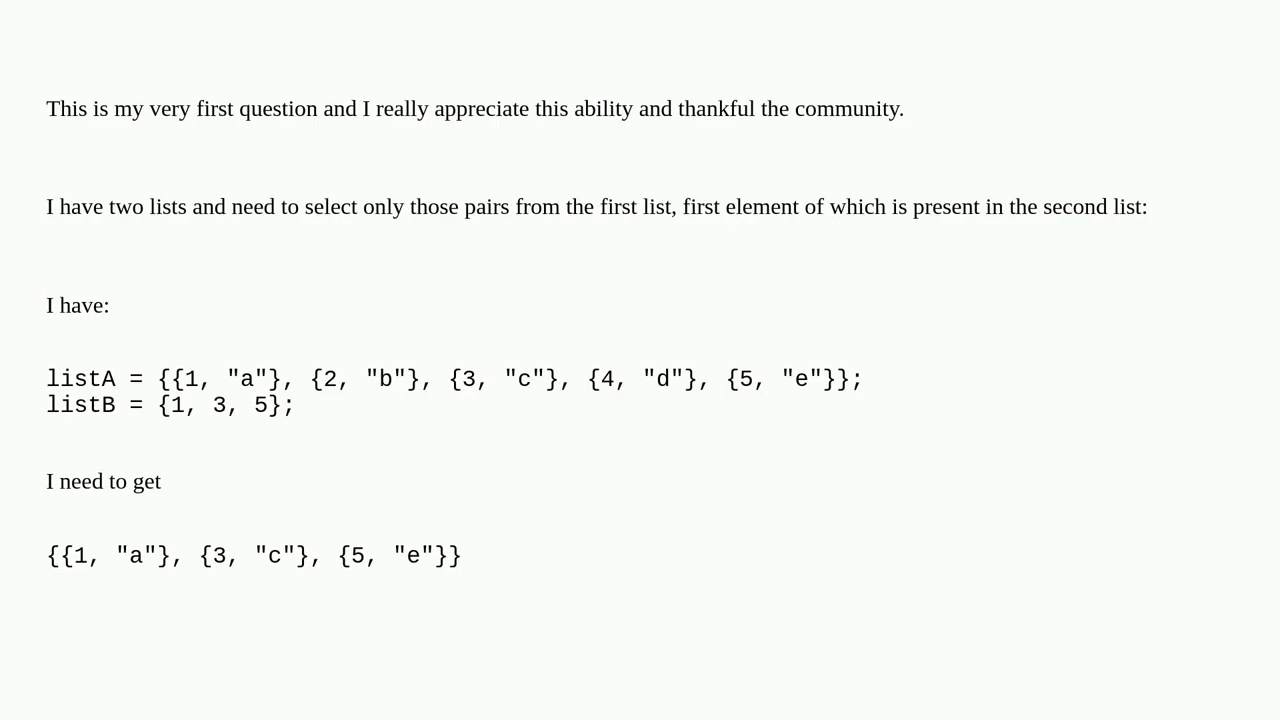 This is my very first question and I really appreciate this ability and thankful the community.
I have two lists and need to select only those pairs from the first list, first element of which is present in the second list:
I have:
listA = {{1, "a"}, {2, "b"}, {3, "c"}, {4, "d"}, {5, "e"}};
listB = {1, 3, 5};
I need to get
{{1, "a"}, {3, "c"}, {5, "e"}}